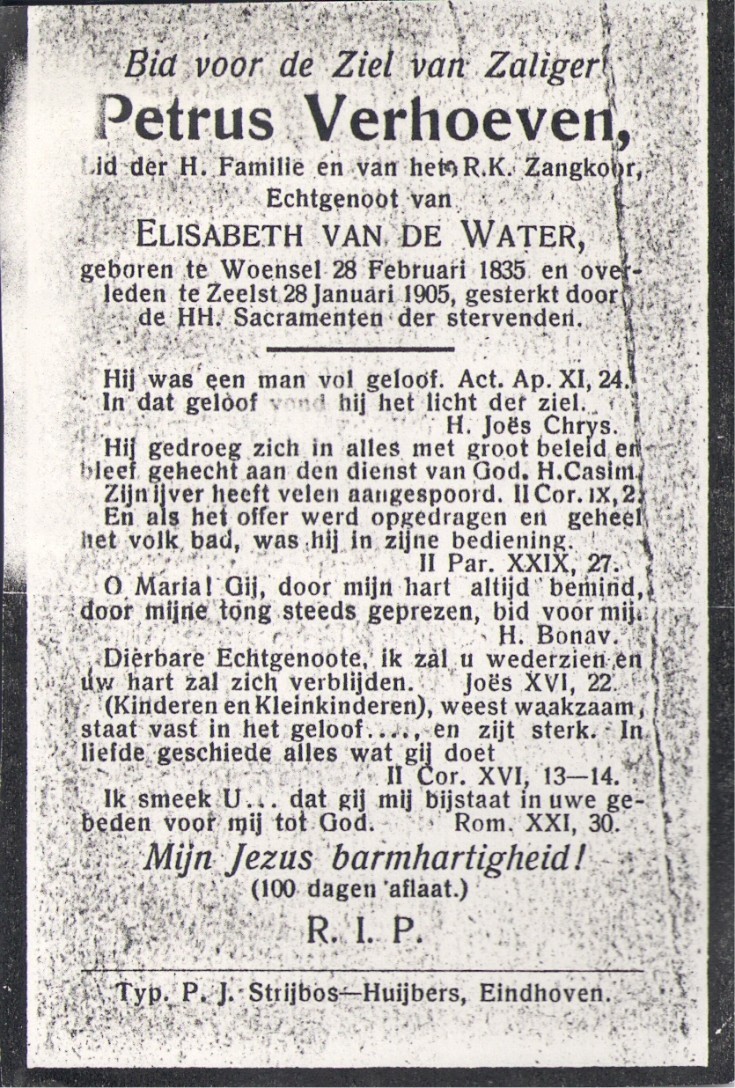 Bid voor de Ziel van Zaliger
Petrus Verhoeven,
Lid der H. Familie en van het R.K. Zangkoor,
Echtgenoot van
ELISABETH VAN DE WATER,
geboren te Woensel 28 Februari 1835 en over-
leden te Zeelst 28 Januari 1905, gesterkt door
de HH. Sacramenten der stervenden.
Hij was een man vol geloof. Act. Ap. XI, 24.
In dat geloof vond hij het licht der ziel.
H. Joës Chrys.
Hij gedroeg zich in alles met groot beleid en
bleef gehecht aan den dienst van God. H. Casim.
Zijn ijver heeft velen aangespoord. II Cor. IX, 2.
En als het offer werd opgedragen en geheel
het volk bad, was hij in zijne bediening.
II Par. XXIX, 27.
O Maria! Gij, door mijn hart altijd bemind,
door mijne tong steeds geprezen, bid voor mij.
H. Bonav.
Dierbare Echtgenoote, ik zal u wederzien en
uw hart zal zich verblijden. Joës XVI, 22.
(Kinderen en Kleinkinderen), weest waakzaam,
staat vast in het geloof...., en zijt sterk. In
liefde geschiede alles wat gij doet
II Cor. XVI, 13—14.
Ik smeek U... dat gij mij bijstaat in uwe ge-
beden voor mij tot God. Rom. XXI, 30.
Mijn Jezus barmhartigheid!
(100 dagen aflaat.)
R. I. P.
Typ. P. J. Strijbos—Huijbers, Eindhoven.